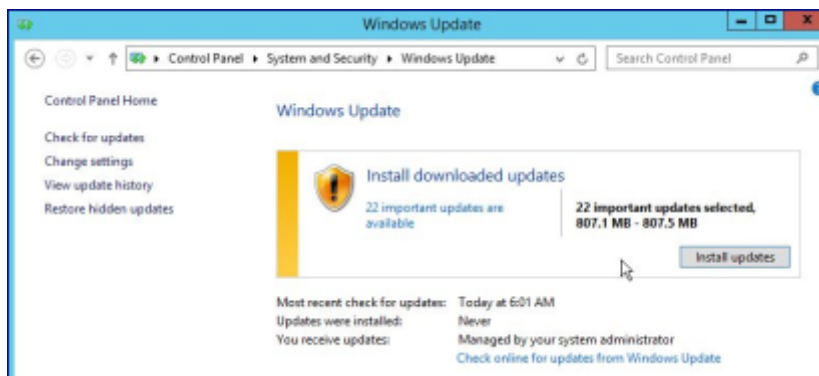 Windows Update
Control Panel System and Security Windows Update
Search Control Panel
Control Panel Home
Check for updates
Change settings
View update history
Restore hidden updates
Windows Update
Install downloaded updates
22 important updates are
available
22 important updates selected,
807.1 MB - 807.5 MB
Install updates
Most recent check for updates: Today at 6:01 AM
Updates were installed: Never
You receive updates: Managed by your system administrator
Check online for updates from Windows Update